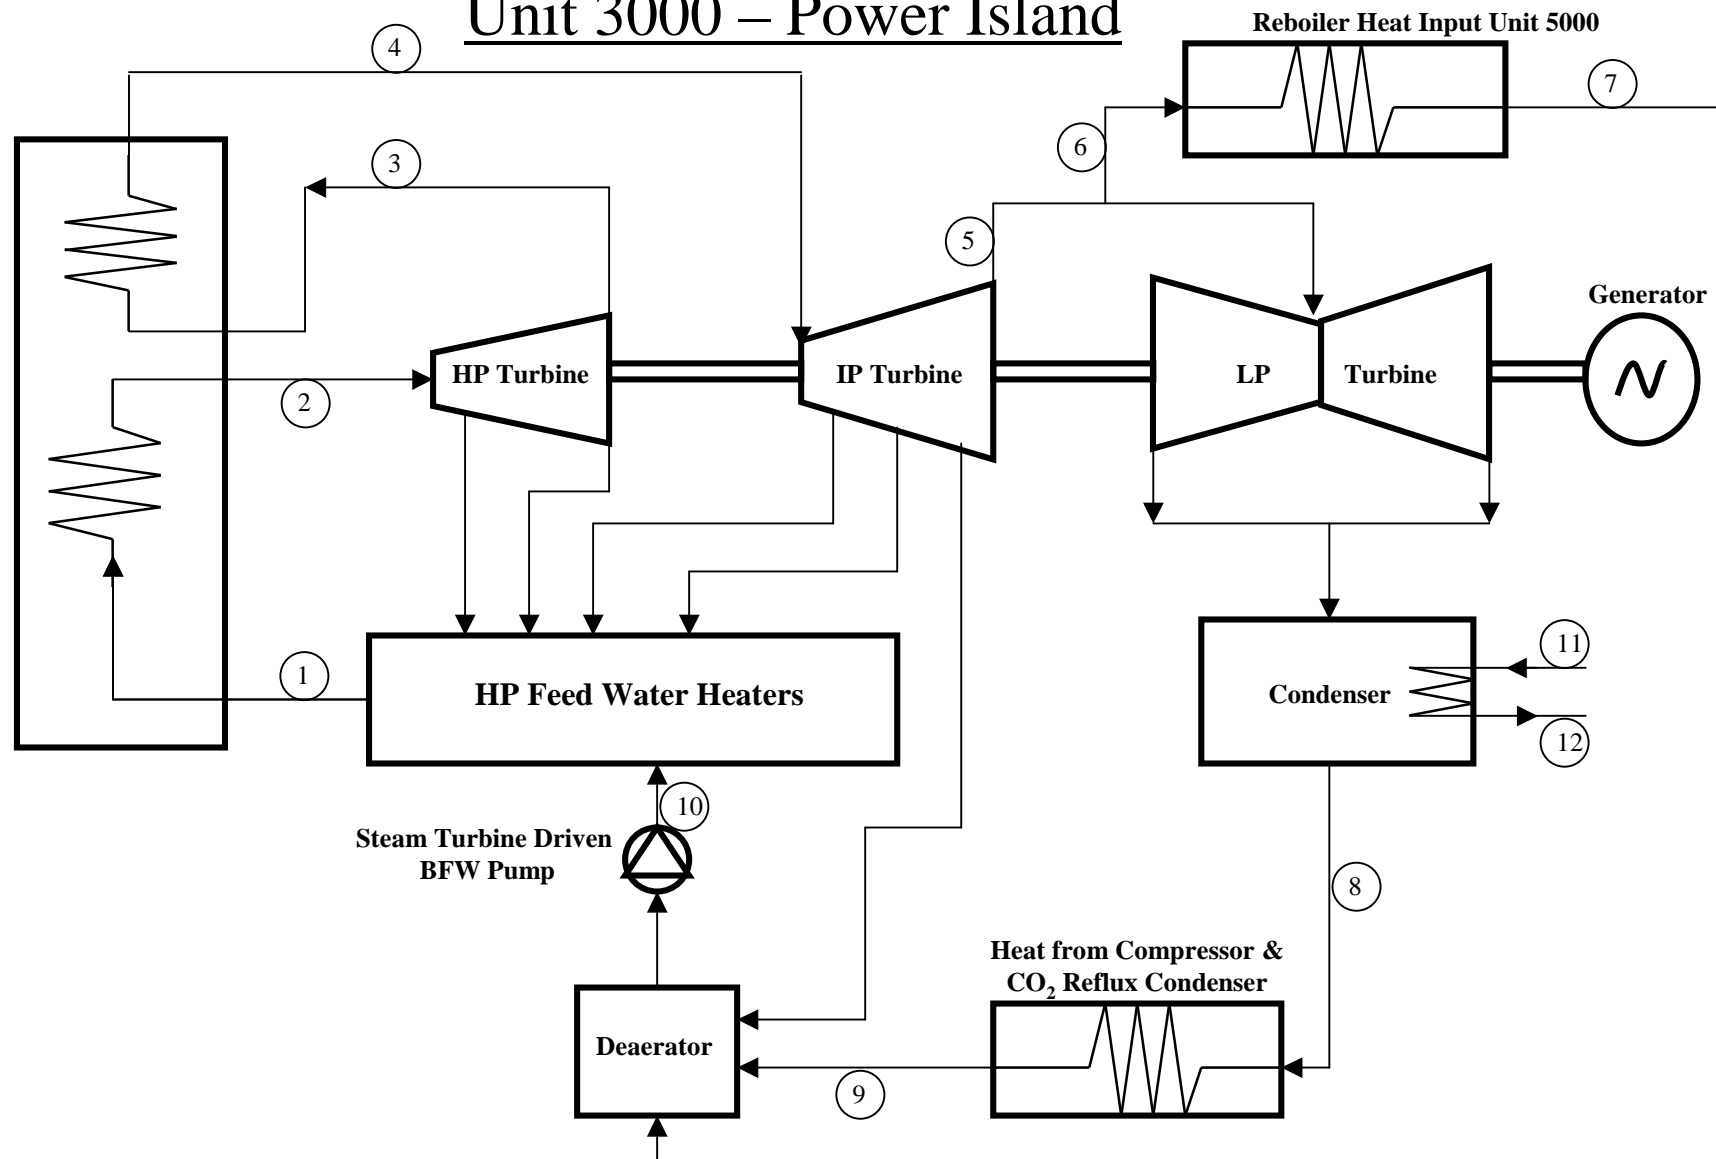 Unit 3000 – Power Island
Reboiler Heat Input Unit 5000
4
7
3
6
5
Generator
HP Turbine
IP Turbine
LP
Turbine
2
11
1
HP Feed Water Heaters
Condenser
12
10
Steam Turbine Driven
BFW Pump
8
Heat from Compressor &
CO₂ Reflux Condenser
Deaerator
9